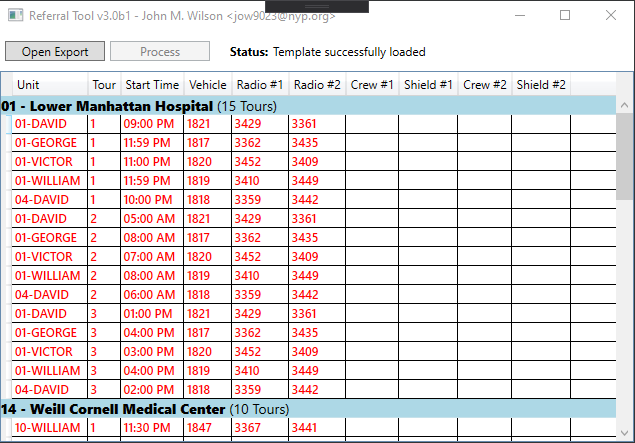 Referral Tool v3.0b1 - John M. Wilson <jow9023@nyp.org>
Open Export Process Status: Template successfully loaded
Unit Tour Start Time Vehicle Radio #1 Radio #2 Crew #1 Shield #1 Crew #2 Shield #2
01 - Lower Manhattan Hospital (15 Tours)
01-DAVID 1 09:00 PM 1821 3429 3361
01-GEORGE 1 11:59 PM 1817 3362 3435
01-VICTOR 1 11:00 PM 1820 3452 3409
01-WILLIAM 1 11:59 PM 1819 3410 3449
04-DAVID 1 10:00 PM 1818 3359 3442
01-DAVID 2 05:00 AM 1821 3429 3361
01-GEORGE 2 08:00 AM 1817 3362 3435
01-VICTOR 2 07:00 AM 1820 3452 3409
01-WILLIAM 2 08:00 AM 1819 3410 3449
04-DAVID 2 06:00 AM 1818 3359 3442
01-DAVID 3 01:00 PM 1821 3429 3361
01-GEORGE 3 04:00 PM 1817 3362 3435
01-VICTOR 3 03:00 PM 1820 3452 3409
01-WILLIAM 3 04:00 PM 1819 3410 3449
04-DAVID 3 02:00 PM 1818 3359 3442
14 - Weill Cornell Medical Center (10 Tours)
10-WILLIAM 1 11:30 PM 1847 3367 3441